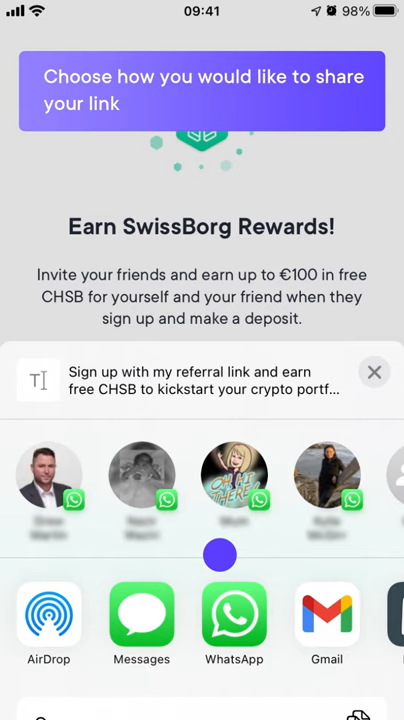 09:41
98%
Choose how you would like to share
your link
Earn SwissBorg Rewards!
Invite your friends and earn up to €100 in free
CHSB for yourself and your friend when they
sign up and make a deposit.
Sign up with my referral link and earn
free CHSB to kickstart your crypto portf...
OH, HI
THERE!
AirDrop
Messages
WhatsApp
Gmail